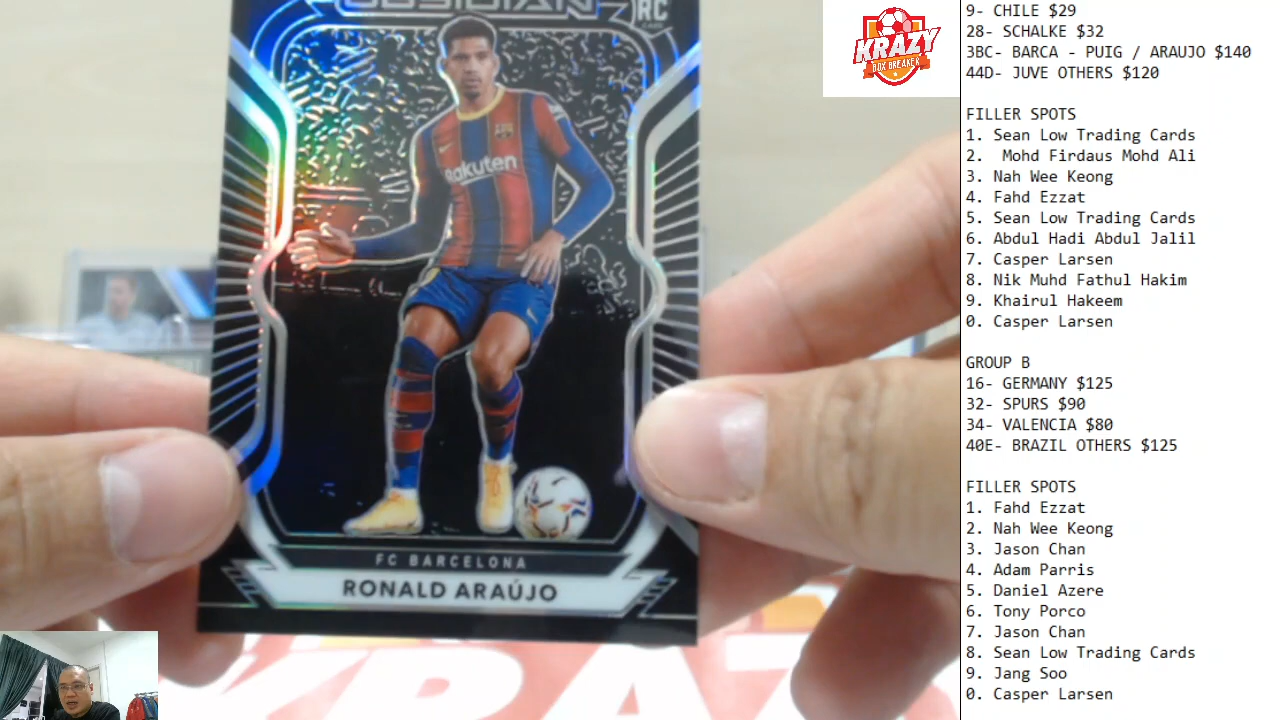 OBSIDIAN
RC
Rakuten
FC BARCELONA
RONALD ARAÚJO
KRAZY
BOX BREAKER
9- CHILE $29
28- SCHALKE $32
3BC- BARCA - PUIG / ARAUJO $140
44D- JUVE OTHERS $120
FILLER SPOTS
1. Sean Low Trading Cards
2.  Mohd Firdaus Mohd Ali
3. Nah Wee Keong
4. Fahd Ezzat
5. Sean Low Trading Cards
6. Abdul Hadi Abdul Jalil
7. Casper Larsen
8. Nik Muhd Fathul Hakim
9. Khairul Hakeem
0. Casper Larsen
GROUP B
16- GERMANY $125
32- SPURS $90
34- VALENCIA $80
40E- BRAZIL OTHERS $125
FILLER SPOTS
1. Fahd Ezzat
2. Nah Wee Keong
3. Jason Chan
4. Adam Parris
5. Daniel Azere
6. Tony Porco
7. Jason Chan
8. Sean Low Trading Cards
9. Jang Soo
0. Casper Larsen